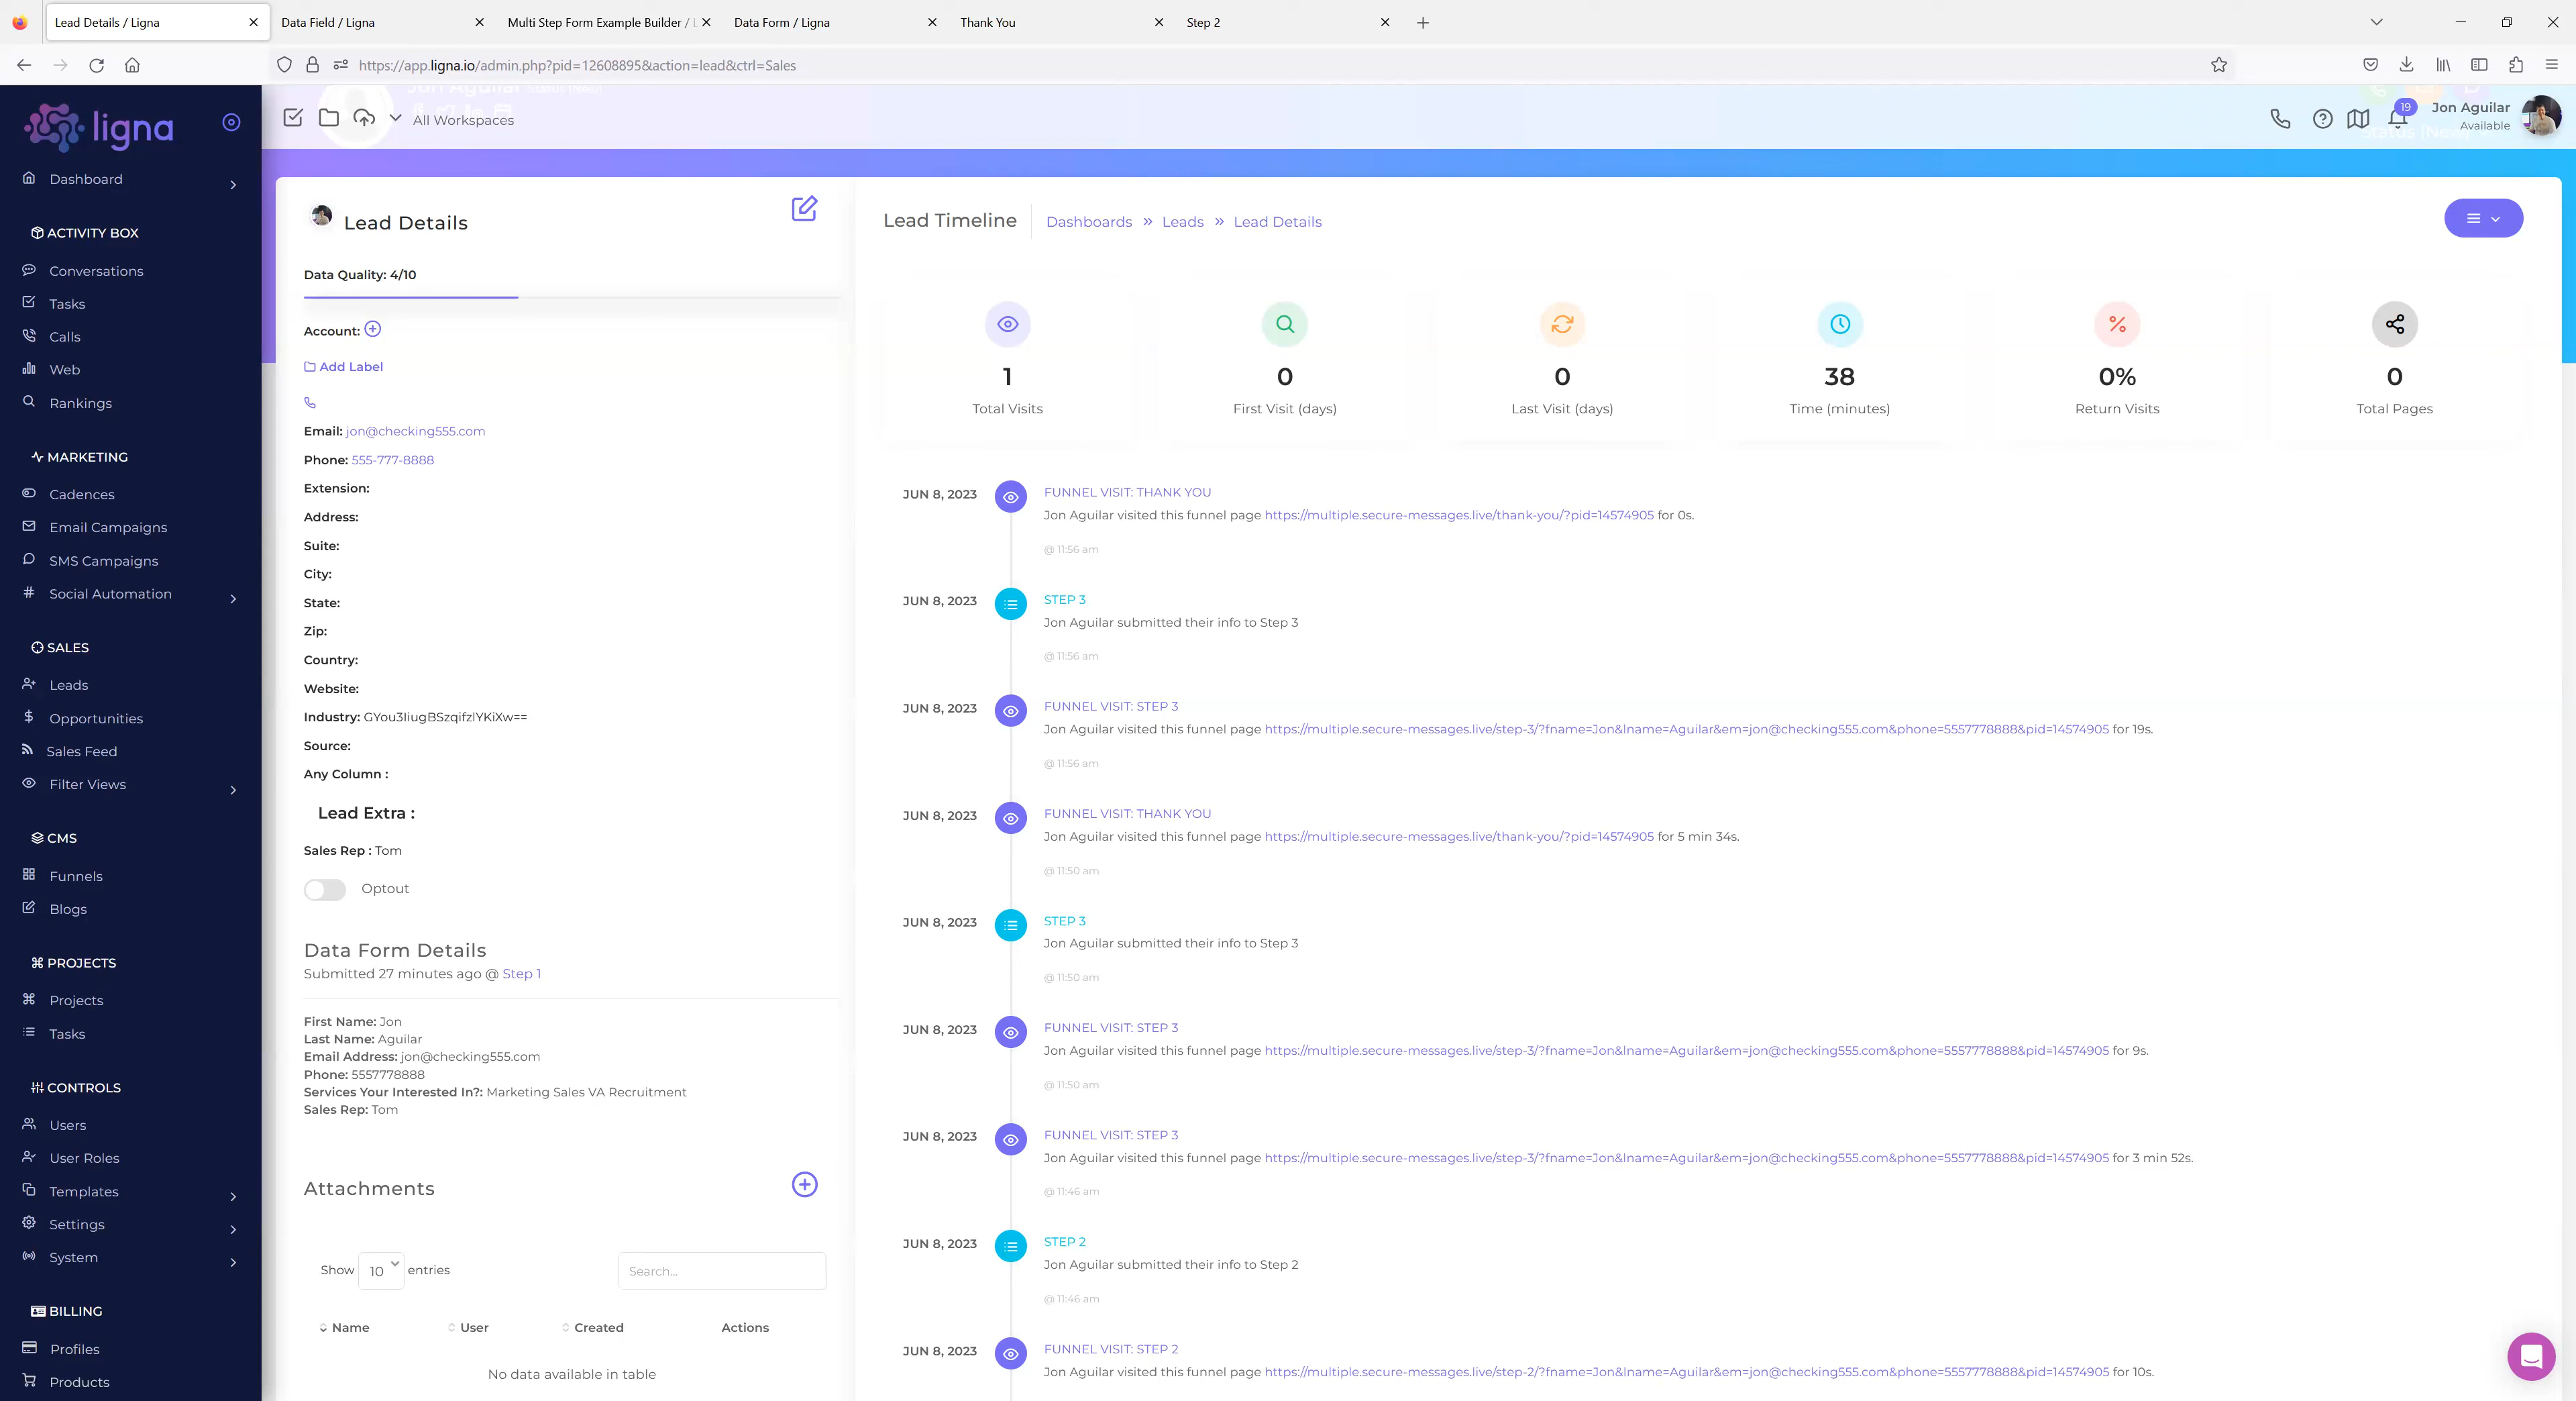 Lead Details / Ligna
Data Field / Ligna
Multi Step Form Example Builder /
Data Form / Ligna
Thank You
Step 2
https://app.ligna.io/admin.php?pid=12608895&action=lead&ctrl=Sales
ligna
Jon Aguilar
All Workspaces
19
Jon Aguilar
Available
Status (New)
Dashboard
ACTIVITY BOX
Conversations
Tasks
Calls
Web
Rankings
MARKETING
Cadences
Email Campaigns
SMS Campaigns
Social Automation
SALES
Leads
Opportunities
Sales Feed
Filter Views
CMS
Funnels
Blogs
PROJECTS
Projects
Tasks
CONTROLS
Users
User Roles
Templates
Settings
System
BILLING
Profiles
Products
Lead Details
Data Quality: 4/10
Account:
Add Label
Email: jon@checking555.com
Phone: 555-777-8888
Extension:
Address:
Suite:
City:
State:
Zip:
Country:
Website:
Industry: GYou3IiugBSzqifzlYKiXw==
Source:
Any Column :
Lead Extra :
Sales Rep : Tom
Optout
Data Form Details
Submitted 27 minutes ago @ Step 1
First Name: Jon
Last Name: Aguilar
Email Address: jon@checking555.com
Phone: 5557778888
Services Your Interested In?: Marketing Sales VA Recruitment
Sales Rep: Tom
Attachments
Show 10 entries
Search...
Name User Created Actions
No data available in table
Lead Timeline
Dashboards » Leads » Lead Details
1
Total Visits
0
First Visit (days)
0
Last Visit (days)
38
Time (minutes)
0%
Return Visits
0
Total Pages
JUN 8, 2023
FUNNEL VISIT: THANK YOU
Jon Aguilar visited this funnel page https://multiple.secure-messages.live/thank-you/?pid=14574905 for 0s.
@ 11:56 am
JUN 8, 2023
STEP 3
Jon Aguilar submitted their info to Step 3
@ 11:56 am
JUN 8, 2023
FUNNEL VISIT: STEP 3
Jon Aguilar visited this funnel page https://multiple.secure-messages.live/step-3/?fname=Jon&lname=Aguilar&em=jon@checking555.com&phone=5557778888&pid=14574905 for 19s.
@ 11:56 am
JUN 8, 2023
FUNNEL VISIT: THANK YOU
Jon Aguilar visited this funnel page https://multiple.secure-messages.live/thank-you/?pid=14574905 for 5 min 34s.
@ 11:50 am
JUN 8, 2023
STEP 3
Jon Aguilar submitted their info to Step 3
@ 11:50 am
JUN 8, 2023
FUNNEL VISIT: STEP 3
Jon Aguilar visited this funnel page https://multiple.secure-messages.live/step-3/?fname=Jon&lname=Aguilar&em=jon@checking555.com&phone=5557778888&pid=14574905 for 9s.
@ 11:50 am
JUN 8, 2023
FUNNEL VISIT: STEP 3
Jon Aguilar visited this funnel page https://multiple.secure-messages.live/step-3/?fname=Jon&lname=Aguilar&em=jon@checking555.com&phone=5557778888&pid=14574905 for 3 min 52s.
@ 11:46 am
JUN 8, 2023
STEP 2
Jon Aguilar submitted their info to Step 2
@ 11:46 am
JUN 8, 2023
FUNNEL VISIT: STEP 2
Jon Aguilar visited this funnel page https://multiple.secure-messages.live/step-2/?fname=Jon&lname=Aguilar&em=jon@checking555.com&phone=5557778888&pid=14574905 for 10s.